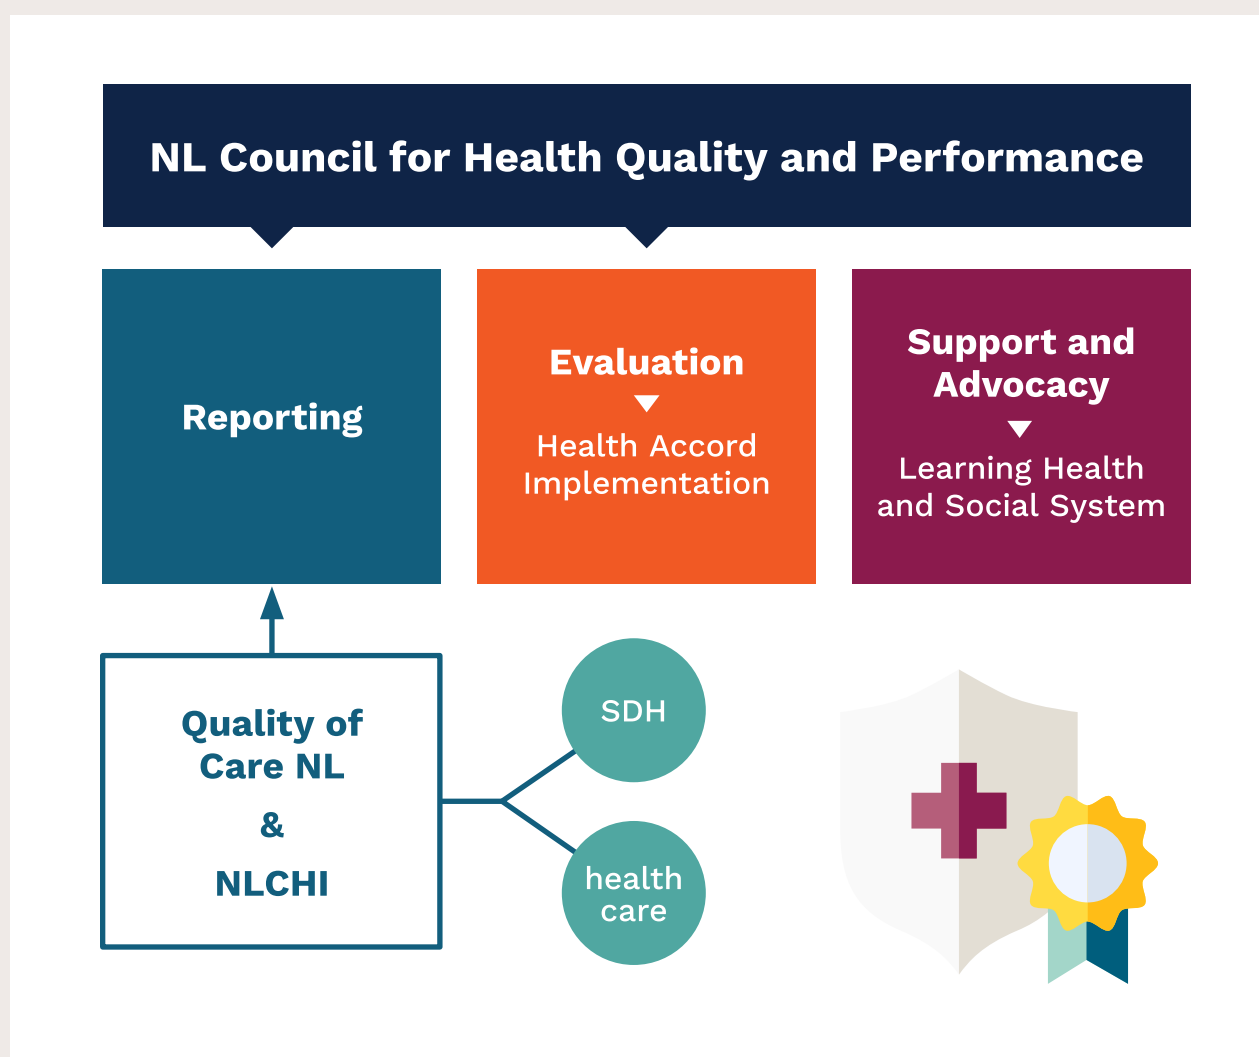 NL Council for Health Quality and Performance
Reporting
Evaluation
Health Accord
Implementation
Support and
Advocacy
Learning Health
and Social System
Quality of
Care NL
&
NLCHI
SDH
health
care